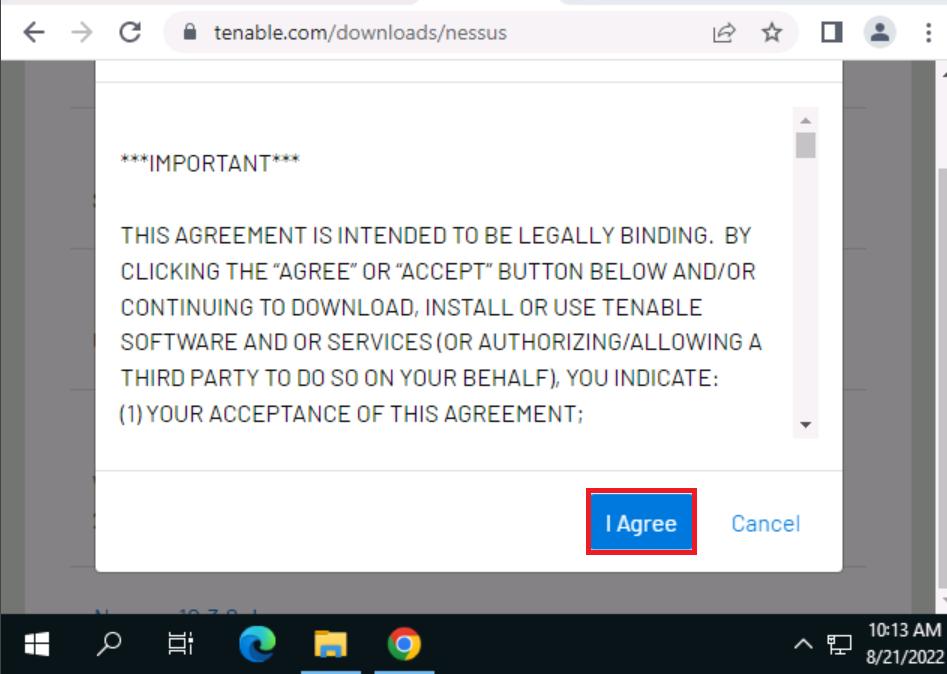 tenable.com/downloads/nessus
***IMPORTANT***
THIS AGREEMENT IS INTENDED TO BE LEGALLY BINDING.  BY
CLICKING THE “AGREE” OR “ACCEPT” BUTTON BELOW AND/OR
CONTINUING TO DOWNLOAD, INSTALL OR USE TENABLE
SOFTWARE AND OR SERVICES (OR AUTHORIZING/ALLOWING A
THIRD PARTY TO DO SO ON YOUR BEHALF), YOU INDICATE:
(1) YOUR ACCEPTANCE OF THIS AGREEMENT;
I Agree
Cancel
10:13 AM
8/21/2022